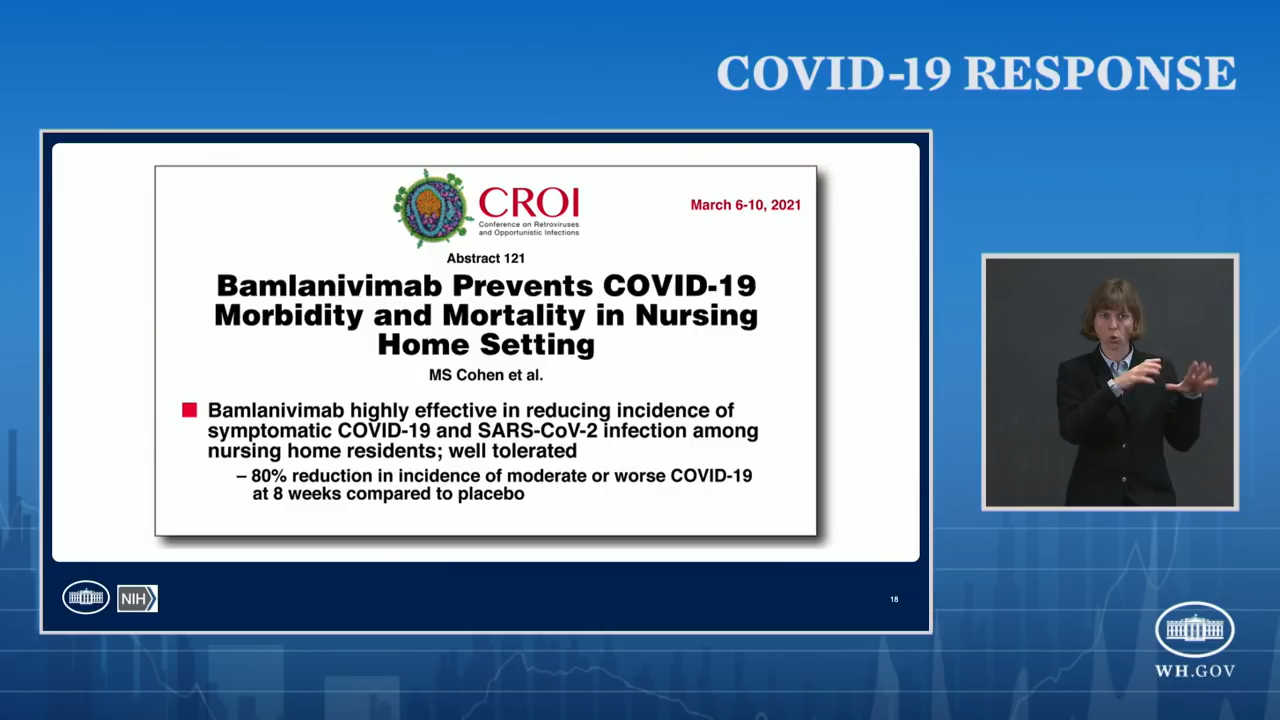 COVID-19 RESPONSE
CROI
Conference on Retroviruses
and Opportunistic Infections
March 6-10, 2021
Abstract 121
Bamlanivimab Prevents COVID-19
Morbidity and Mortality in Nursing
Home Setting
MS Cohen et al.
Bamlanivimab highly effective in reducing incidence of
symptomatic COVID-19 and SARS-CoV-2 infection among
nursing home residents; well tolerated
– 80% reduction in incidence of moderate or worse COVID-19
at 8 weeks compared to placebo
NIH
18
WH.GOV